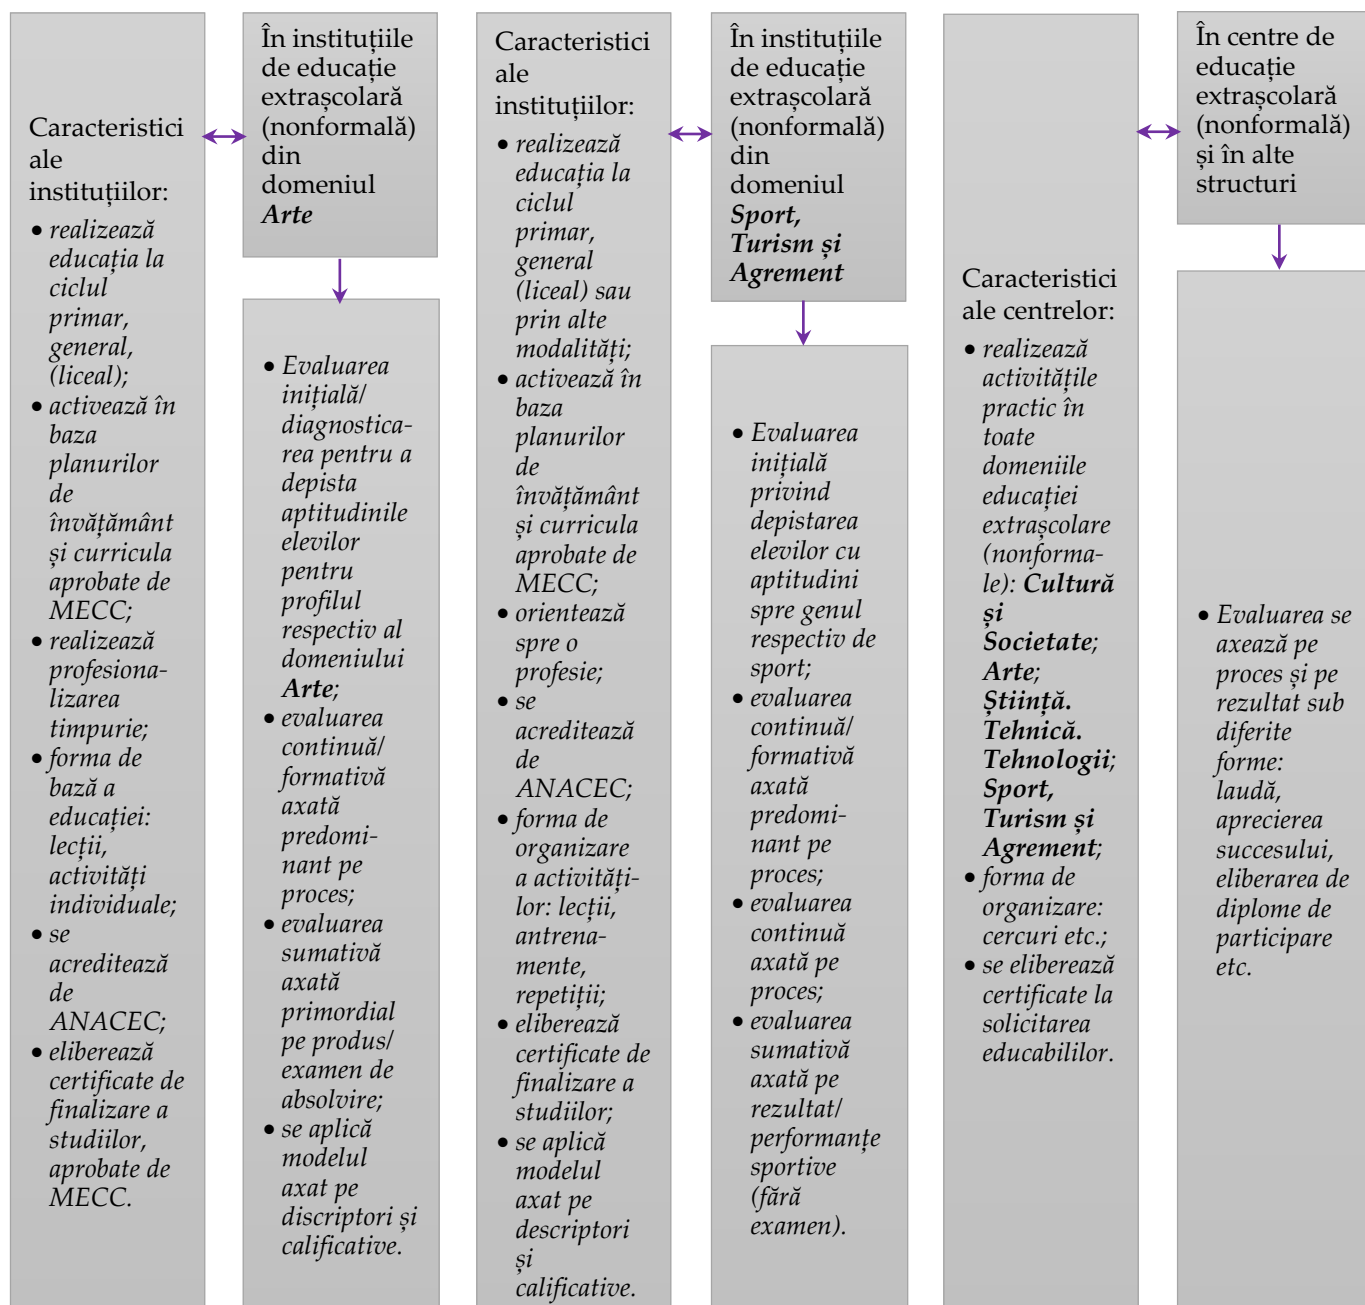 Caracteristici
ale
instituțiilor:
• realizează
educația la
ciclul
primar,
general,
(liceal);
• activează în
baza
planurilor
de
învățământ
și curricula
aprobate de
MECC;
• realizează
profesiona-
lizarea
timpurie;
• forma de
bază a
educației:
lecții,
activități
individuale;
• se
acreditează
de
ANACEC;
• eliberează
certificate de
finalizare a
studiilor,
aprobate de
MECC.
În instituțiile
de educație
extrașcolară
(nonformală)
din
domeniul
Arte
• Evaluarea
inițială/
diagnostica-
rea pentru a
depista
aptitudinile
elevilor
pentru
profilul
respectiv al
domeniului
Arte;
• evaluarea
continuă/
formativă
axată
predomi-
nant pe
proces;
• evaluarea
sumativă
axată
primordial
pe produs/
examen de
absolvire;
• se aplică
modelul
axat pe
discriptori și
calificative.
Caracteristici
ale
instituțiilor:
• realizează
educația la
ciclul
primar,
general
(liceal) sau
prin alte
modalități;
• activează în
baza
planurilor
de
învățământ
și curricula
aprobate de
MECC;
• orientează
spre o
profesie;
• se
acreditează
de
ANACEC;
• forma de
organizare
a activități-
lor: lecții,
antrena-
mente,
repetiții;
• eliberează
certificate de
finalizare a
studiilor;
• se aplică
modelul
axat pe
descriptori
și
calificative.
În instituțiile
de educație
extrașcolară
(nonformală)
din
domeniul
Sport,
Turism și
Agrement
• Evaluarea
inițială
privind
depistarea
elevilor cu
aptitudini
spre genul
respectiv de
sport;
• evaluarea
continuă/
formativă
axată
predomi-
nant pe
proces;
• evaluarea
continuă
axată pe
proces;
• evaluarea
sumativă
axată pe
rezultat/
performanțe
sportive
(fără
examen).
Caracteristici
ale centrelor:
• realizează
activitățile
practic în
toate
domeniile
educației
extrașcolare
(nonforma-
le): Cultură
și
Societate;
Arte;
Știință.
Tehnică.
Tehnologii;
Sport,
Turism și
Agrement;
• forma de
organizare:
cercuri etc.;
• se eliberează
certificate la
solicitarea
educabililor.
În centre de
educație
extrașcolară
(nonformală)
și în alte
structuri
• Evaluarea se
axează pe
proces și pe
rezultat sub
diferite
forme:
laudă,
aprecierea
succesului,
eliberarea de
diplome de
participare
etc.